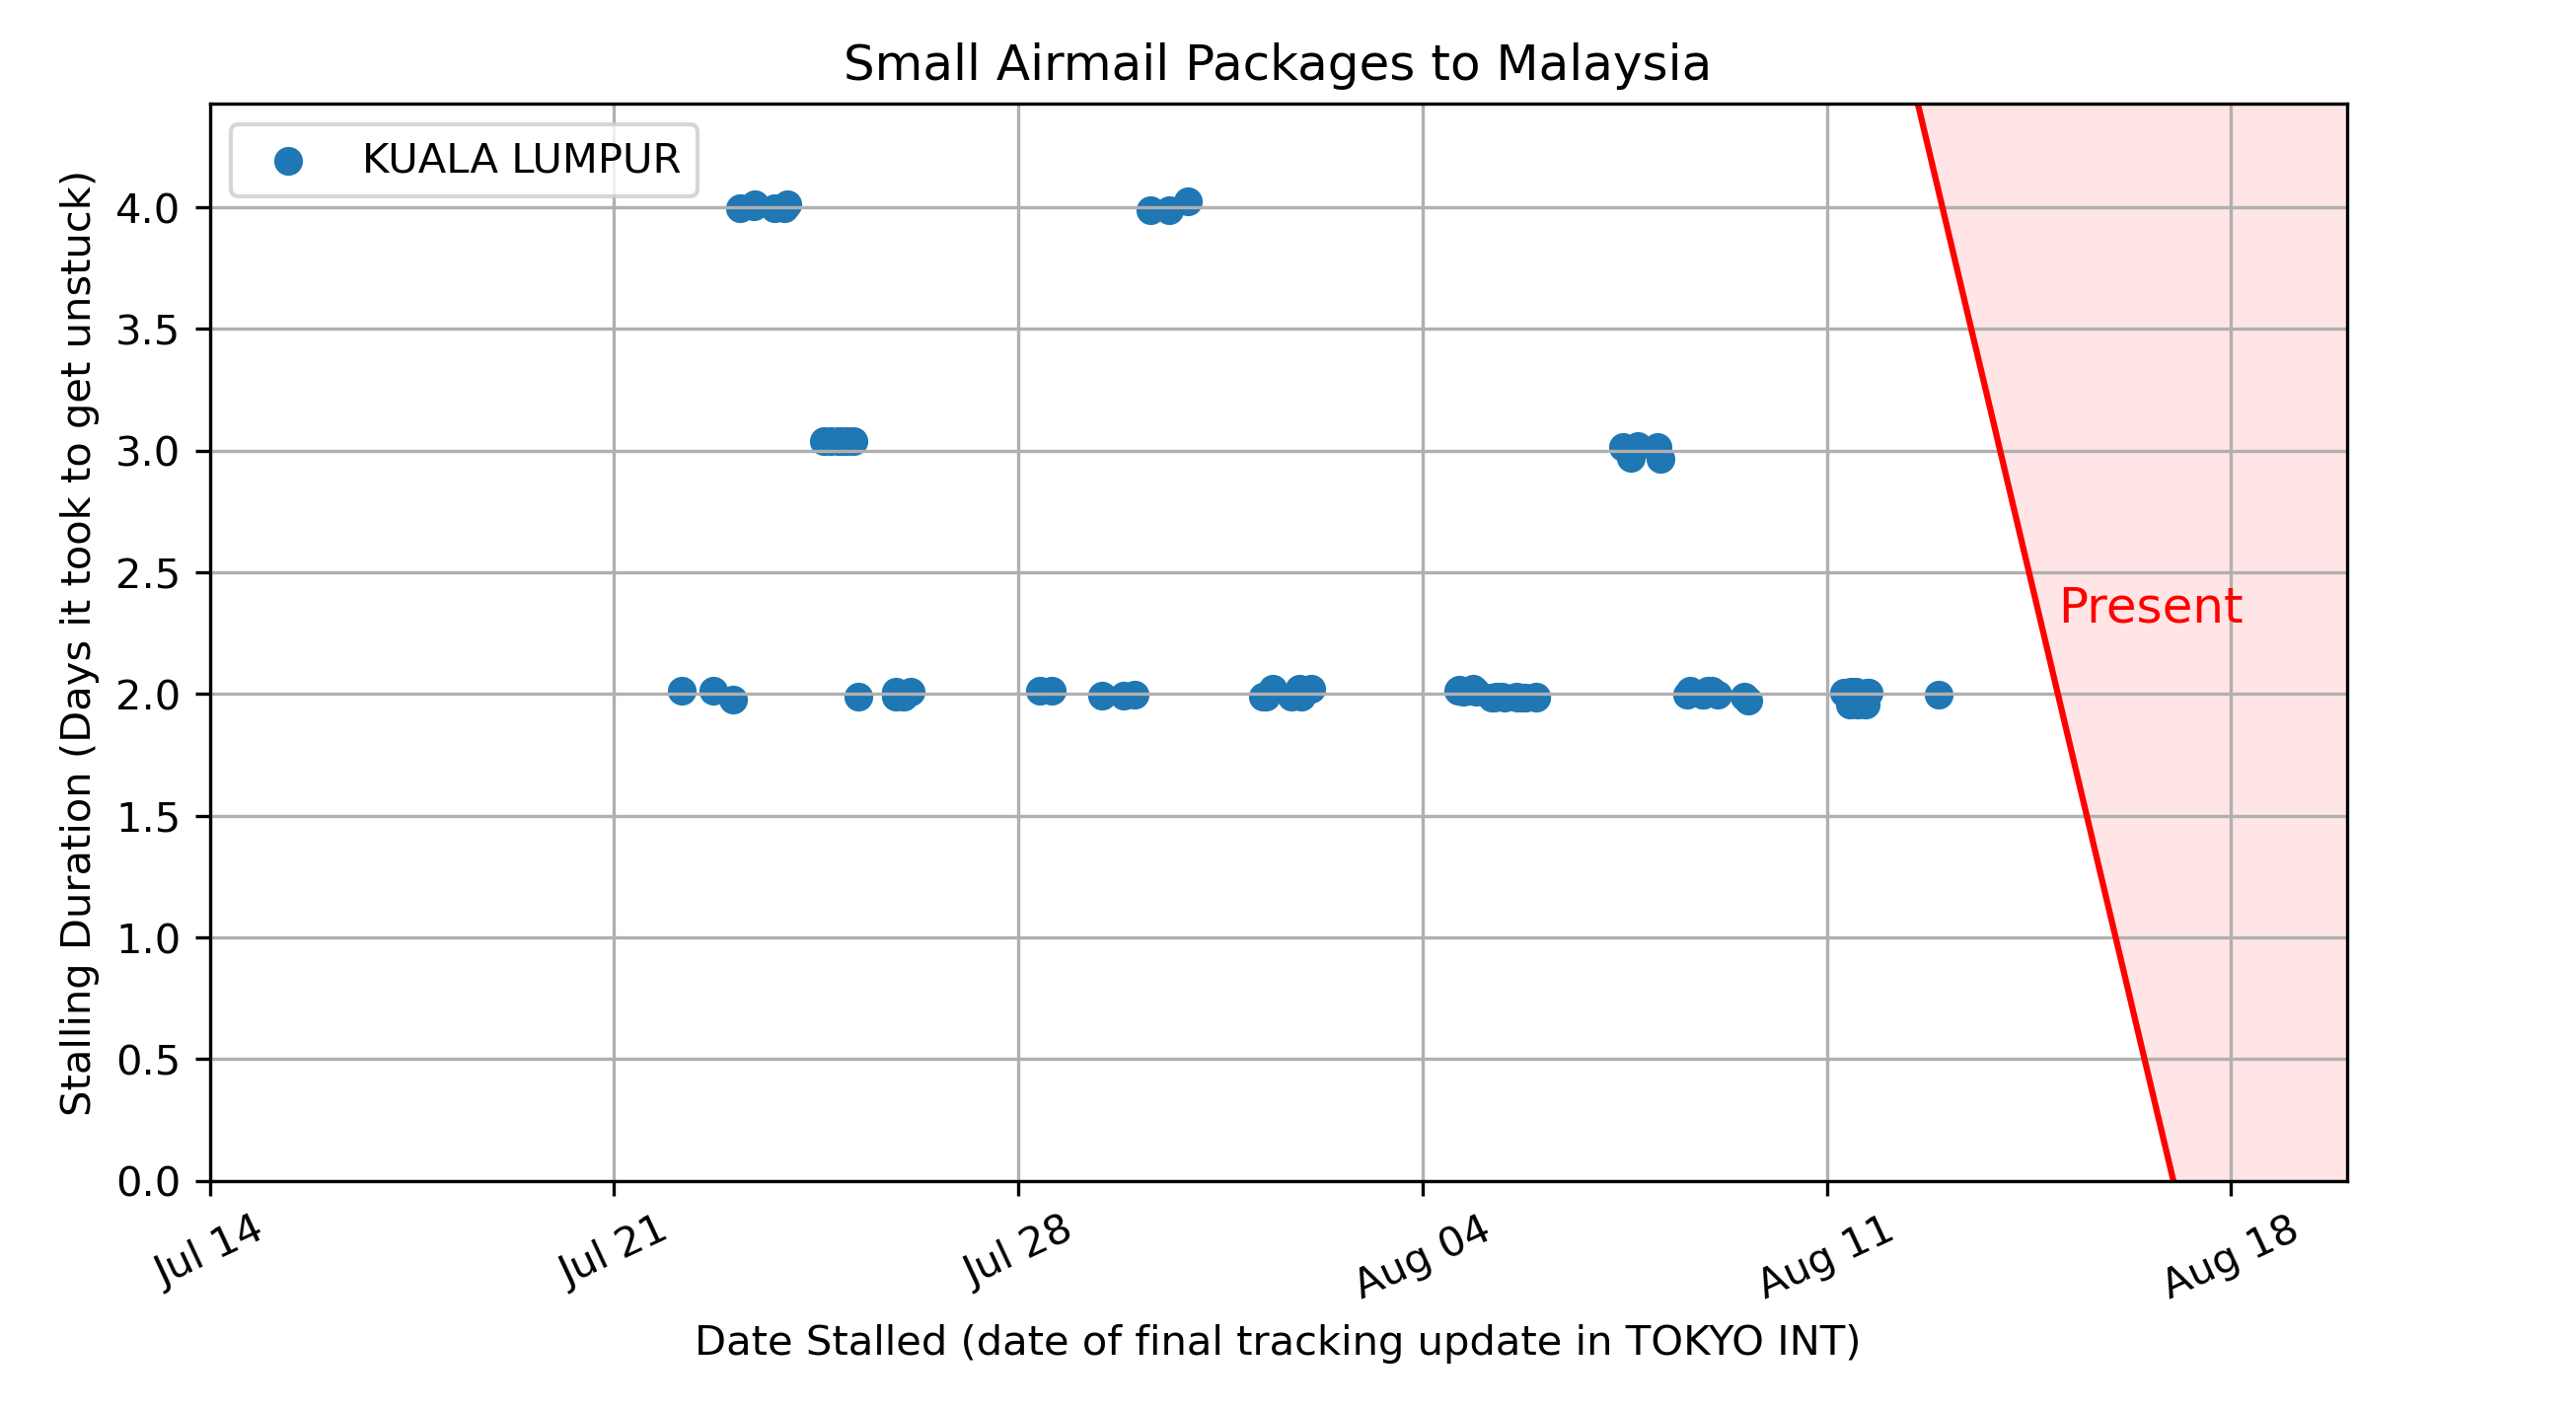 Small Airmail Packages to Malaysia
KUALA LUMPUR
Stalling Duration (Days it took to get unstuck)
4.0
3.5
3.0
2.5
2.0
1.5
1.0
0.5
0.0
Present
Jul 14
Jul 21
Jul 28
Aug 04
Aug 11
Aug 18
Date Stalled (date of final tracking update in TOKYO INT)